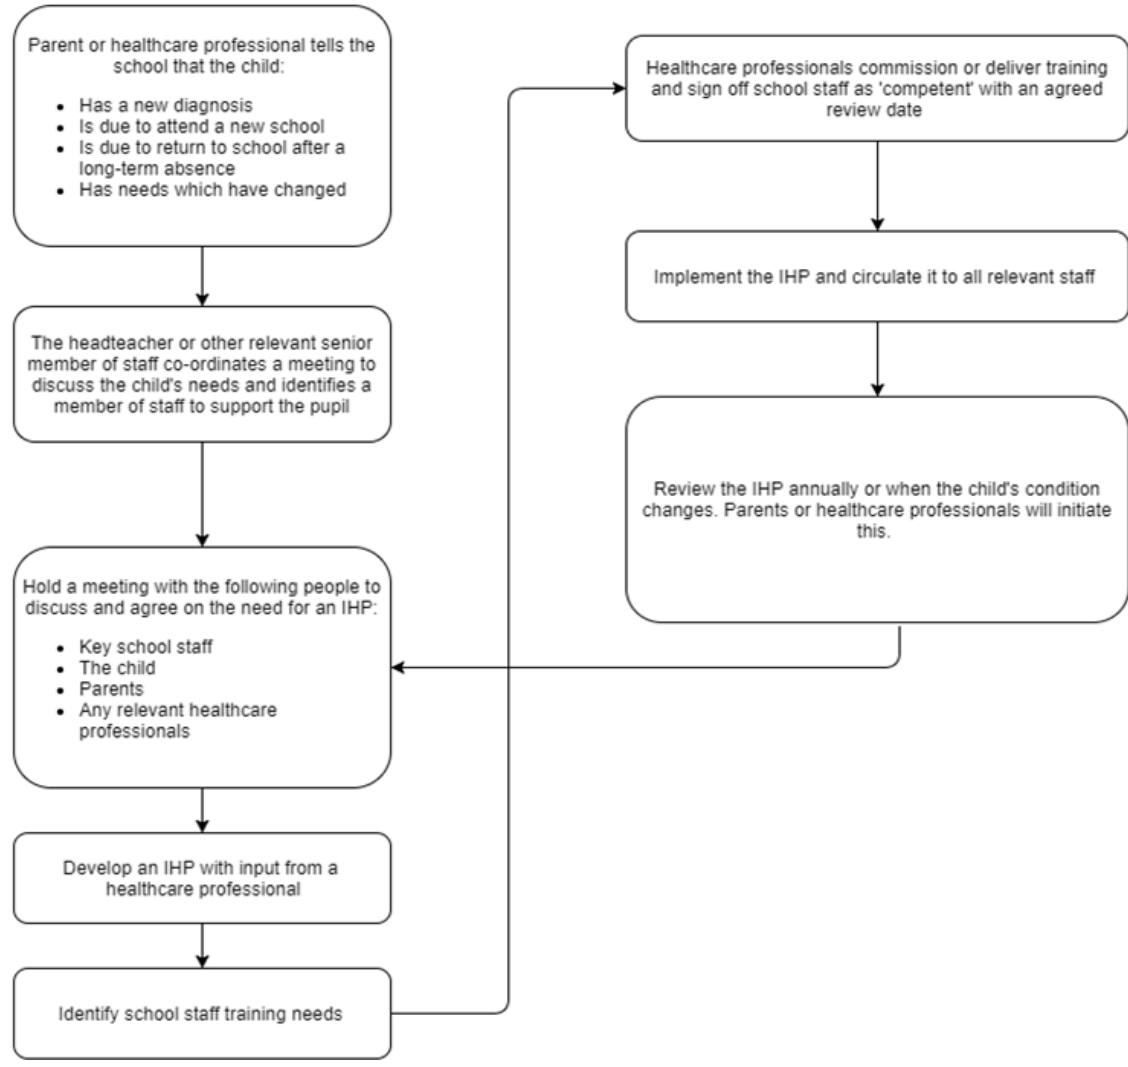 Parent or healthcare professional tells the
school that the child:
• Has a new diagnosis
• Is due to attend a new school
• Is due to return to school after a
long-term absence
• Has needs which have changed
The headteacher or other relevant senior
member of staff co-ordinates a meeting to
discuss the child's needs and identifies a
member of staff to support the pupil
Hold a meeting with the following people to
discuss and agree on the need for an IHP:
• Key school staff
• The child
• Parents
• Any relevant healthcare
professionals
Develop an IHP with input from a
healthcare professional
Identify school staff training needs
Healthcare professionals commission or deliver training
and sign off school staff as 'competent' with an agreed
review date
Implement the IHP and circulate it to all relevant staff
Review the IHP annually or when the child's condition
changes. Parents or healthcare professionals will initiate
this.